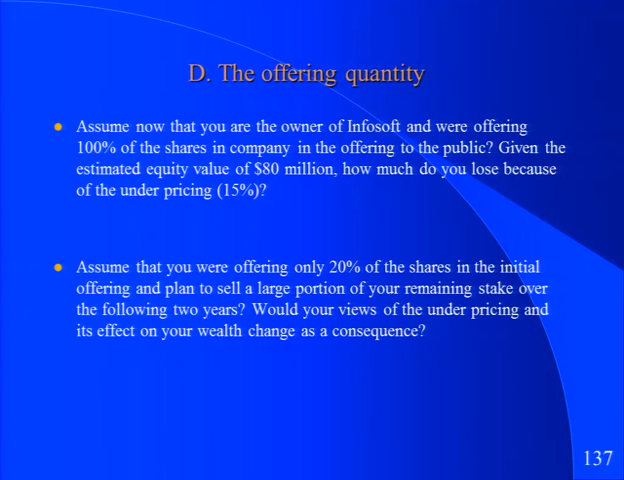 D. The offering quantity
Assume now that you are the owner of Infosoft and were offering
100% of the shares in company in the offering to the public? Given the
estimated equity value of $80 million, how much do you lose because
of the under pricing (15%)?
Assume that you were offering only 20% of the shares in the initial
offering and plan to sell a large portion of your remaining stake over
the following two years? Would your views of the under pricing and
its effect on your wealth change as a consequence?
137